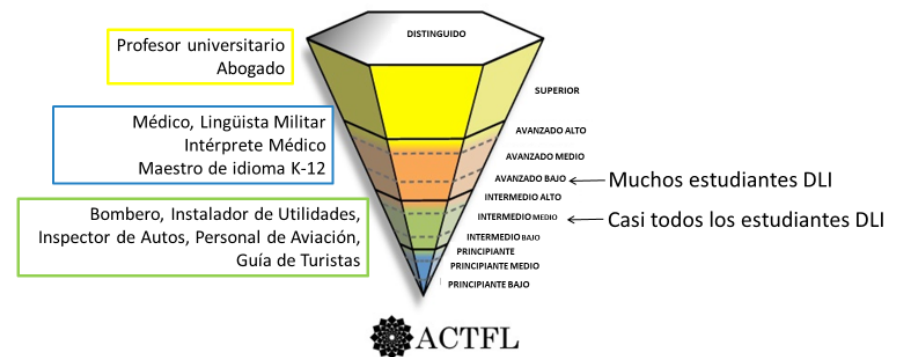 DISTINGUIDO
Profesor universitario
Abogado
SUPERIOR
Médico, Lingüista Militar
Intérprete Médico
Maestro de idioma K-12
AVANZADO ALTO
AVANZADO MEDIO
AVANZADO BAJO
Muchos estudiantes DLI
INTERMEDIO ALTO
Bombero, Instalador de Utilidades,
Inspector de Autos, Personal de Aviación,
Guía de Turistas
INTERMEDIO MEDIO
Casi todos los estudiantes DLI
INTERMEDIO BAJO
PRINCIPIANTE
PRINCIPIANTE MEDIO
PRINCIPIANTE BAJO
ACTFL